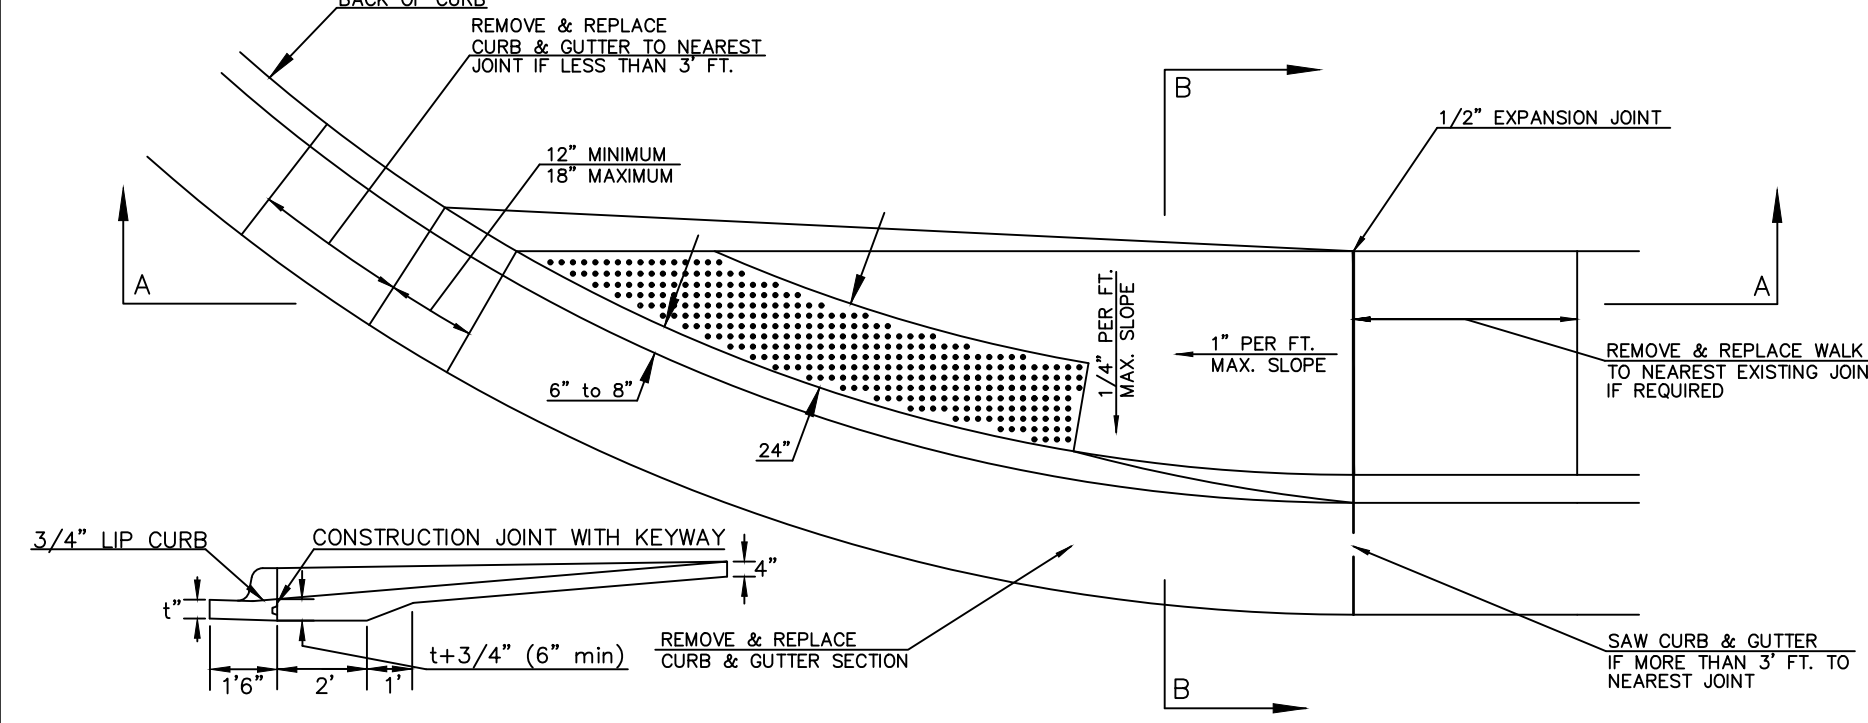 BACK OF CURB
REMOVE & REPLACE
CURB & GUTTER TO NEAREST
JOINT IF LESS THAN 3' FT.
B
1/2" EXPANSION JOINT
12" MINIMUM
18" MAXIMUM
A
A
1/4" PER FT.
MAX. SLOPE
1" PER FT.
MAX. SLOPE
REMOVE & REPLACE WALK
TO NEAREST EXISTING JOIN
IF REQUIRED
6" to 8"
24"
3/4" LIP CURB
CONSTRUCTION JOINT WITH KEYWAY
4"
t"
t+3/4" (6" min)
1'6"
2'
1'
REMOVE & REPLACE
CURB & GUTTER SECTION
SAW CURB & GUTTER
IF MORE THAN 3' FT. TO
NEAREST JOINT
B